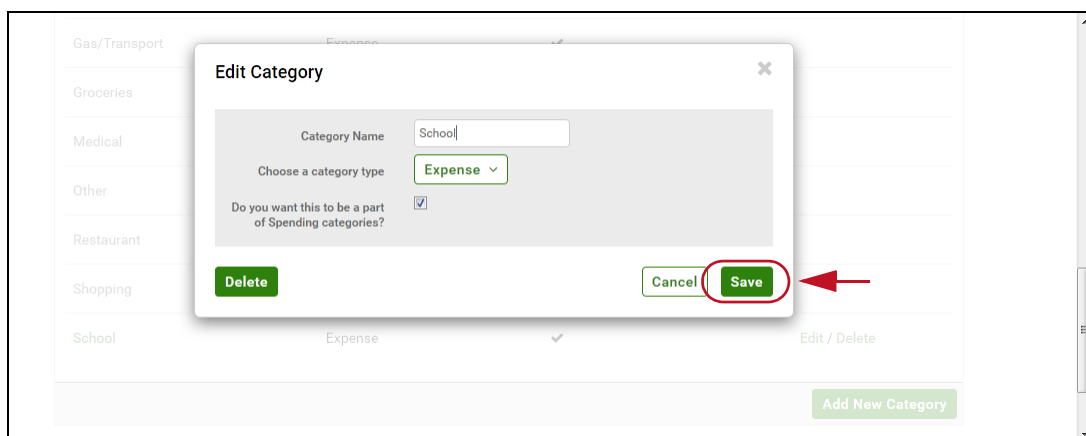 Gas/Transport Expense
Edit Category
Groceries
Category Name School
Medical
Choose a category type Expense
Other
Do you want this to be a part
of Spending categories?
Restaurant
Delete Cancel Save
Shopping
School Expense Edit / Delete
Add New Category